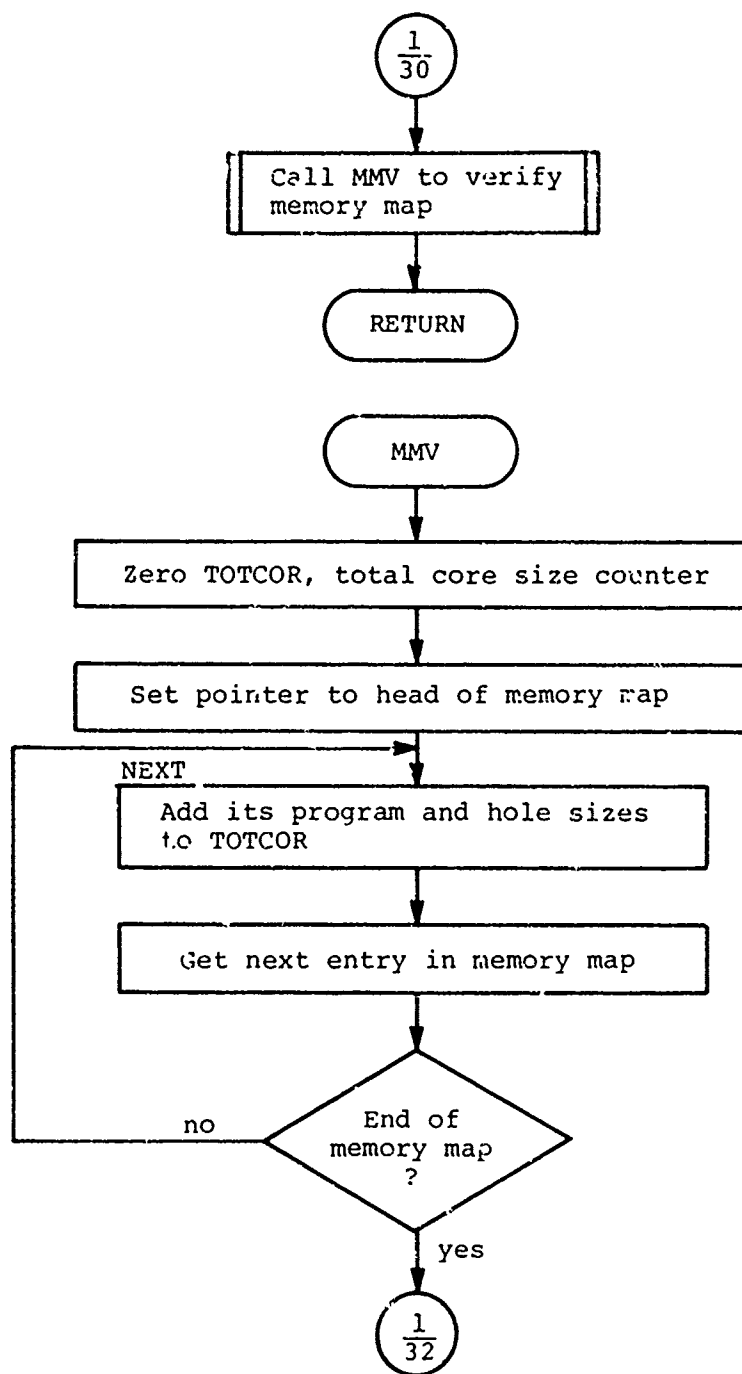 1
30
Call MMV to verify
memory map
RETURN
MMV
Zero TOTCOR, total core size counter
Set pointer to head of memory map
NEXT
Add its program and hole sizes
to TOTCOR
Get next entry in memory map
no
End of
memory map
?
yes
1
32